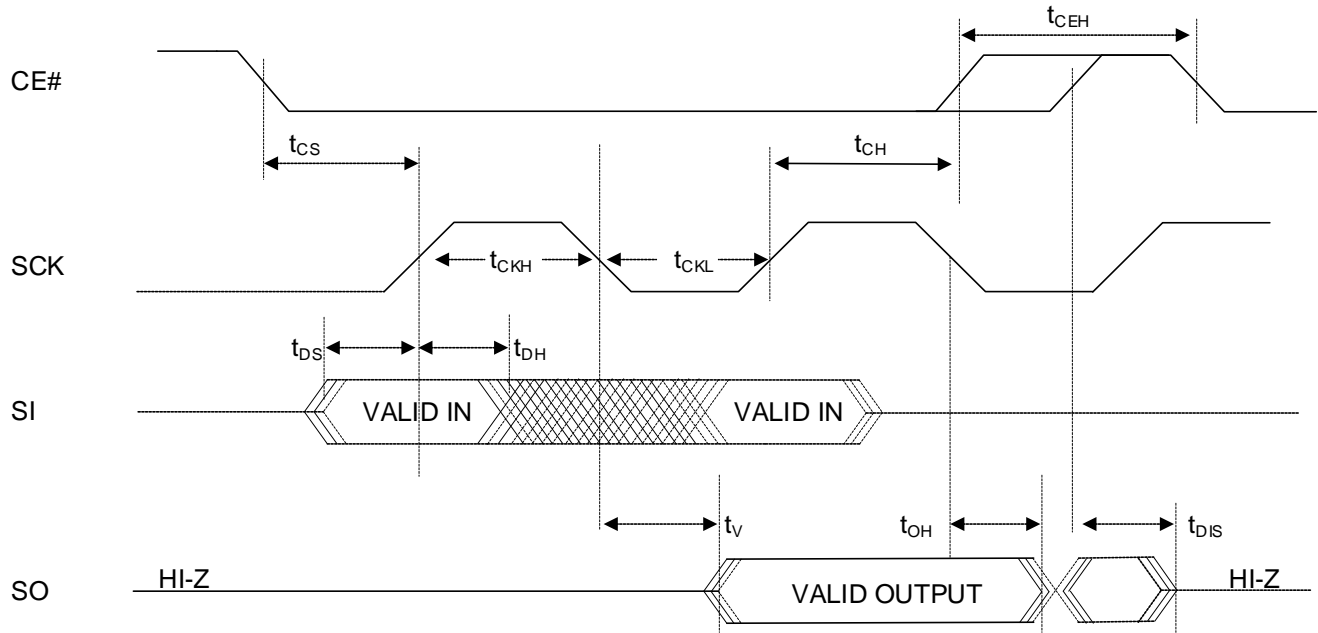 tCEH
CE#
tCS
tCH
SCK
tCKH
tCKL
tDS
tDH
SI
VALID IN
VALID IN
tV
tOH
tDIS
SO
HI-Z
VALID OUTPUT
HI-Z